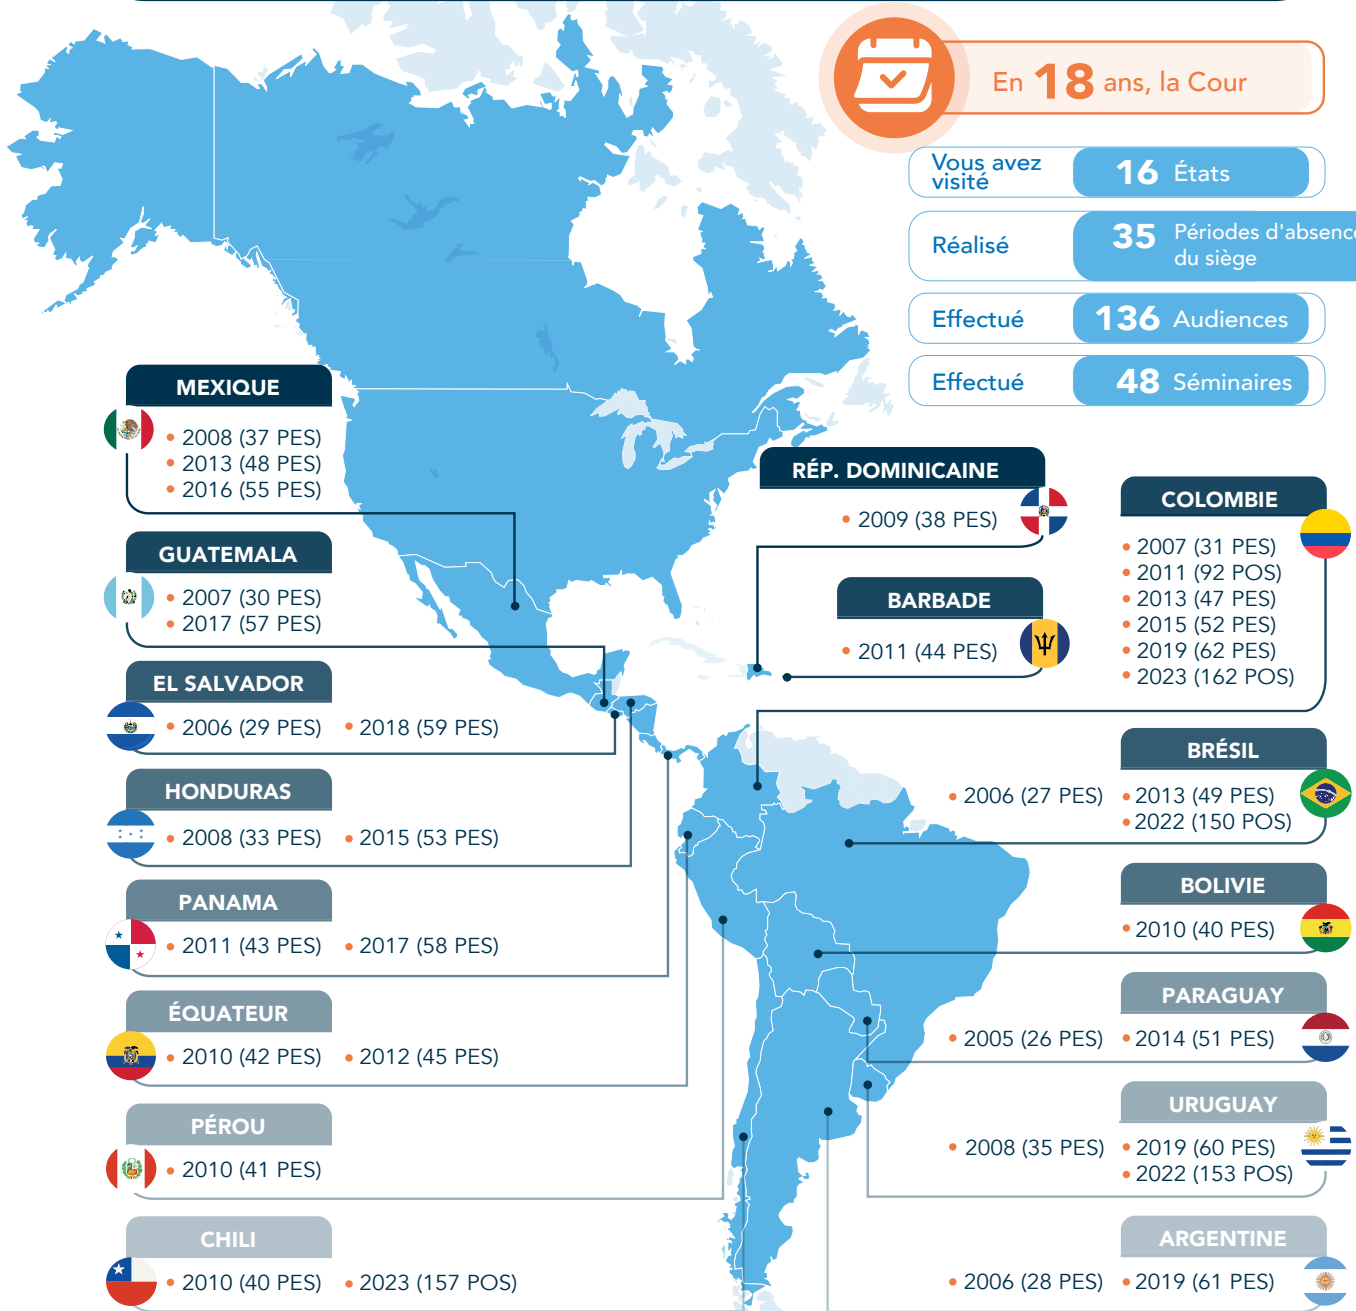 En 18 ans, la Cour
Vous avez visité
16 États
Réalisé
35 Périodes d'absence
du siège
Effectué
136 Audiences
Effectué
48 Séminaires
MEXIQUE
• 2008 (37 PES)
• 2013 (48 PES)
• 2016 (55 PES)
GUATEMALA
• 2007 (30 PES)
• 2017 (57 PES)
EL SALVADOR
• 2006 (29 PES) • 2018 (59 PES)
HONDURAS
• 2008 (33 PES) • 2015 (53 PES)
PANAMA
• 2011 (43 PES) • 2017 (58 PES)
ÉQUATEUR
• 2010 (42 PES) • 2012 (45 PES)
PÉROU
• 2010 (41 PES)
CHILI
• 2010 (40 PES) • 2023 (157 POS)
RÉP. DOMINICAINE
• 2009 (38 PES)
BARBADE
• 2011 (44 PES)
COLOMBIE
• 2007 (31 PES)
• 2011 (92 POS)
• 2013 (47 PES)
• 2015 (52 PES)
• 2019 (62 PES)
• 2023 (162 POS)
BRÉSIL
• 2006 (27 PES) • 2013 (49 PES)
• 2022 (150 POS)
BOLIVIE
• 2010 (40 PES)
PARAGUAY
• 2005 (26 PES) • 2014 (51 PES)
URUGUAY
• 2008 (35 PES) • 2019 (60 PES)
• 2022 (153 POS)
ARGENTINE
• 2006 (28 PES) • 2019 (61 PES)